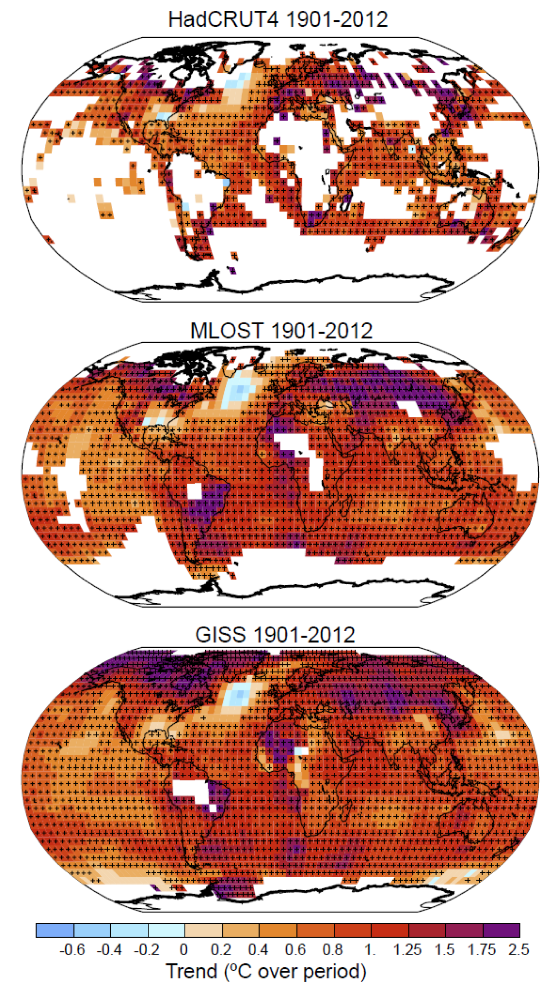 HadCRUT4 1901-2012
MLOST 1901-2012
GISS 1901-2012
-0.6 -0.4 -0.2 0 0.2 0.4 0.6 0.8 1. 1.25 1.5 1.75 2.5
Trend (ºC over period)